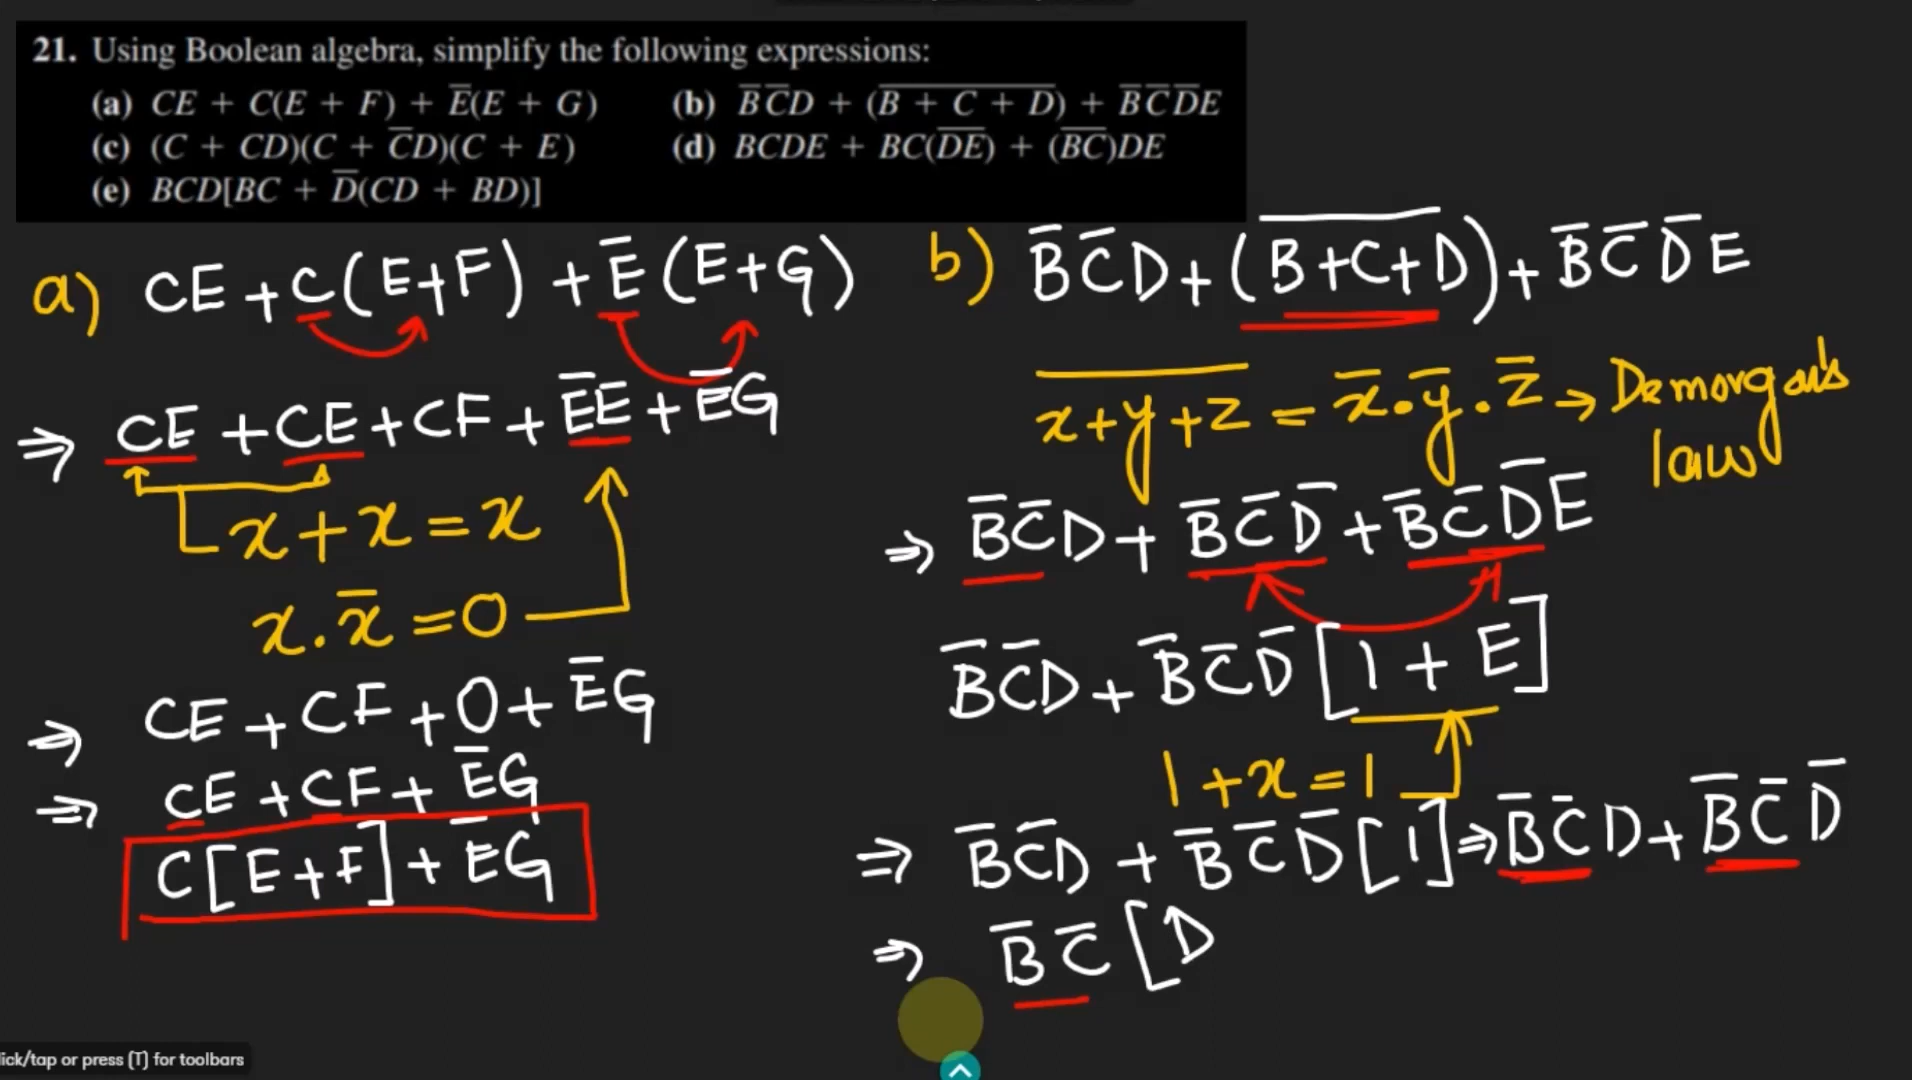 21. Using Boolean algebra, simplify the following expressions:
(a) CE + C(E + F) + E̅(E + G)
(b) B̅C̅D + (B̅ ̅+̅ ̅C̅ ̅+̅ ̅D̅) + B̅C̅D̅E
(c) (C + CD)(C + C̅D)(C + E)
(d) BCDE + BC(D̅E̅) + (B̅C̅)DE
(e) BCD[BC + D̅(CD + BD)]
a) CE + C(E+F) + E̅(E+G)
⇒ CE + CE + CF + E̅E + E̅G
x + x = x
x.x̅ = 0
⇒ CE + CF + 0 + E̅G
⇒ CE + CF + E̅G
C[E+F] + E̅G
b) B̅C̅D + (B̅+̅C̅+̅D̅) + B̅C̅D̅E
x̅+̅y̅+̅z̅ = x̅.y̅.z̅ → Demorgan's law
⇒ B̅C̅D + B̅C̅D̅ + B̅C̅D̅E
B̅C̅D + B̅C̅D̅[1 + E]
1 + x = 1
⇒ B̅C̅D + B̅C̅D̅[1] ⇒ B̅C̅D + B̅C̅D̅
⇒ B̅C̅[D
lick/tap or press (T) for toolbars